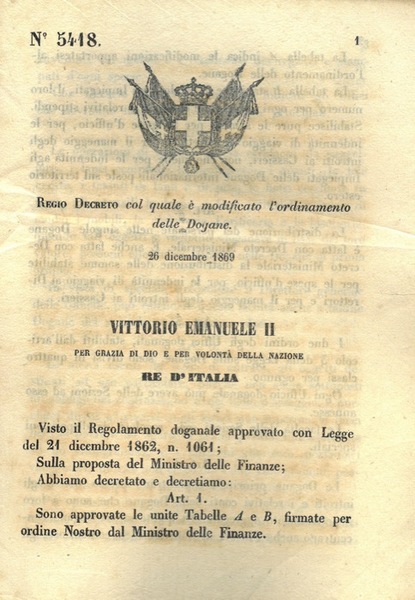 N° 5418.
1
REGIO DECRETO col quale è modificato l'ordinamento
delle Dogane.
26 dicembre 1869
VITTORIO EMANUELE II
PER GRAZIA DI DIO E PER VOLONTÀ DELLA NAZIONE
RE D'ITALIA
Visto il Regolamento doganale approvato con Legge
del 21 dicembre 1862, n. 1061;
Sulla proposta del Ministro delle Finanze;
Abbiamo decretato e decretiamo:
Art. 1.
Sono approvate le unite Tabelle A e B, firmate per
ordine Nostro dal Ministro delle Finanze.